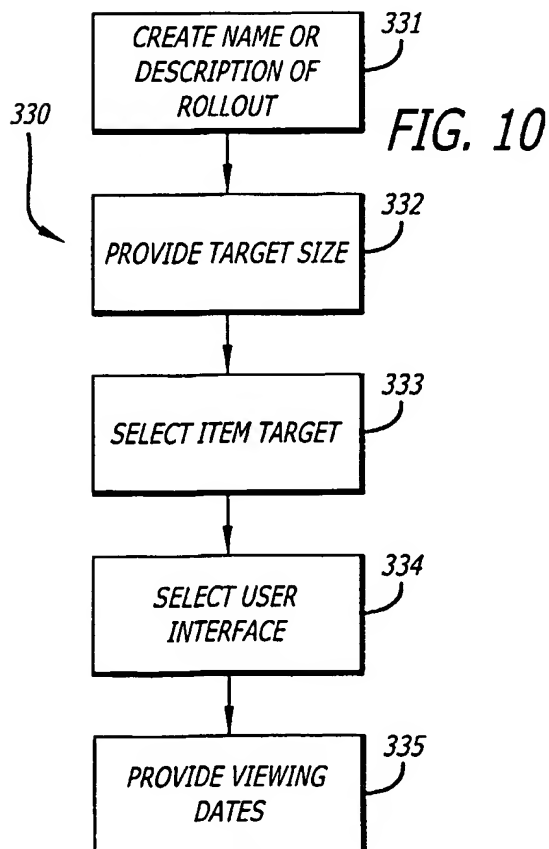 CREATE NAME OR
DESCRIPTION OF
ROLLOUT
331
330
FIG. 10
332
PROVIDE TARGET SIZE
333
SELECT ITEM TARGET
334
SELECT USER
INTERFACE
335
PROVIDE VIEWING
DATES